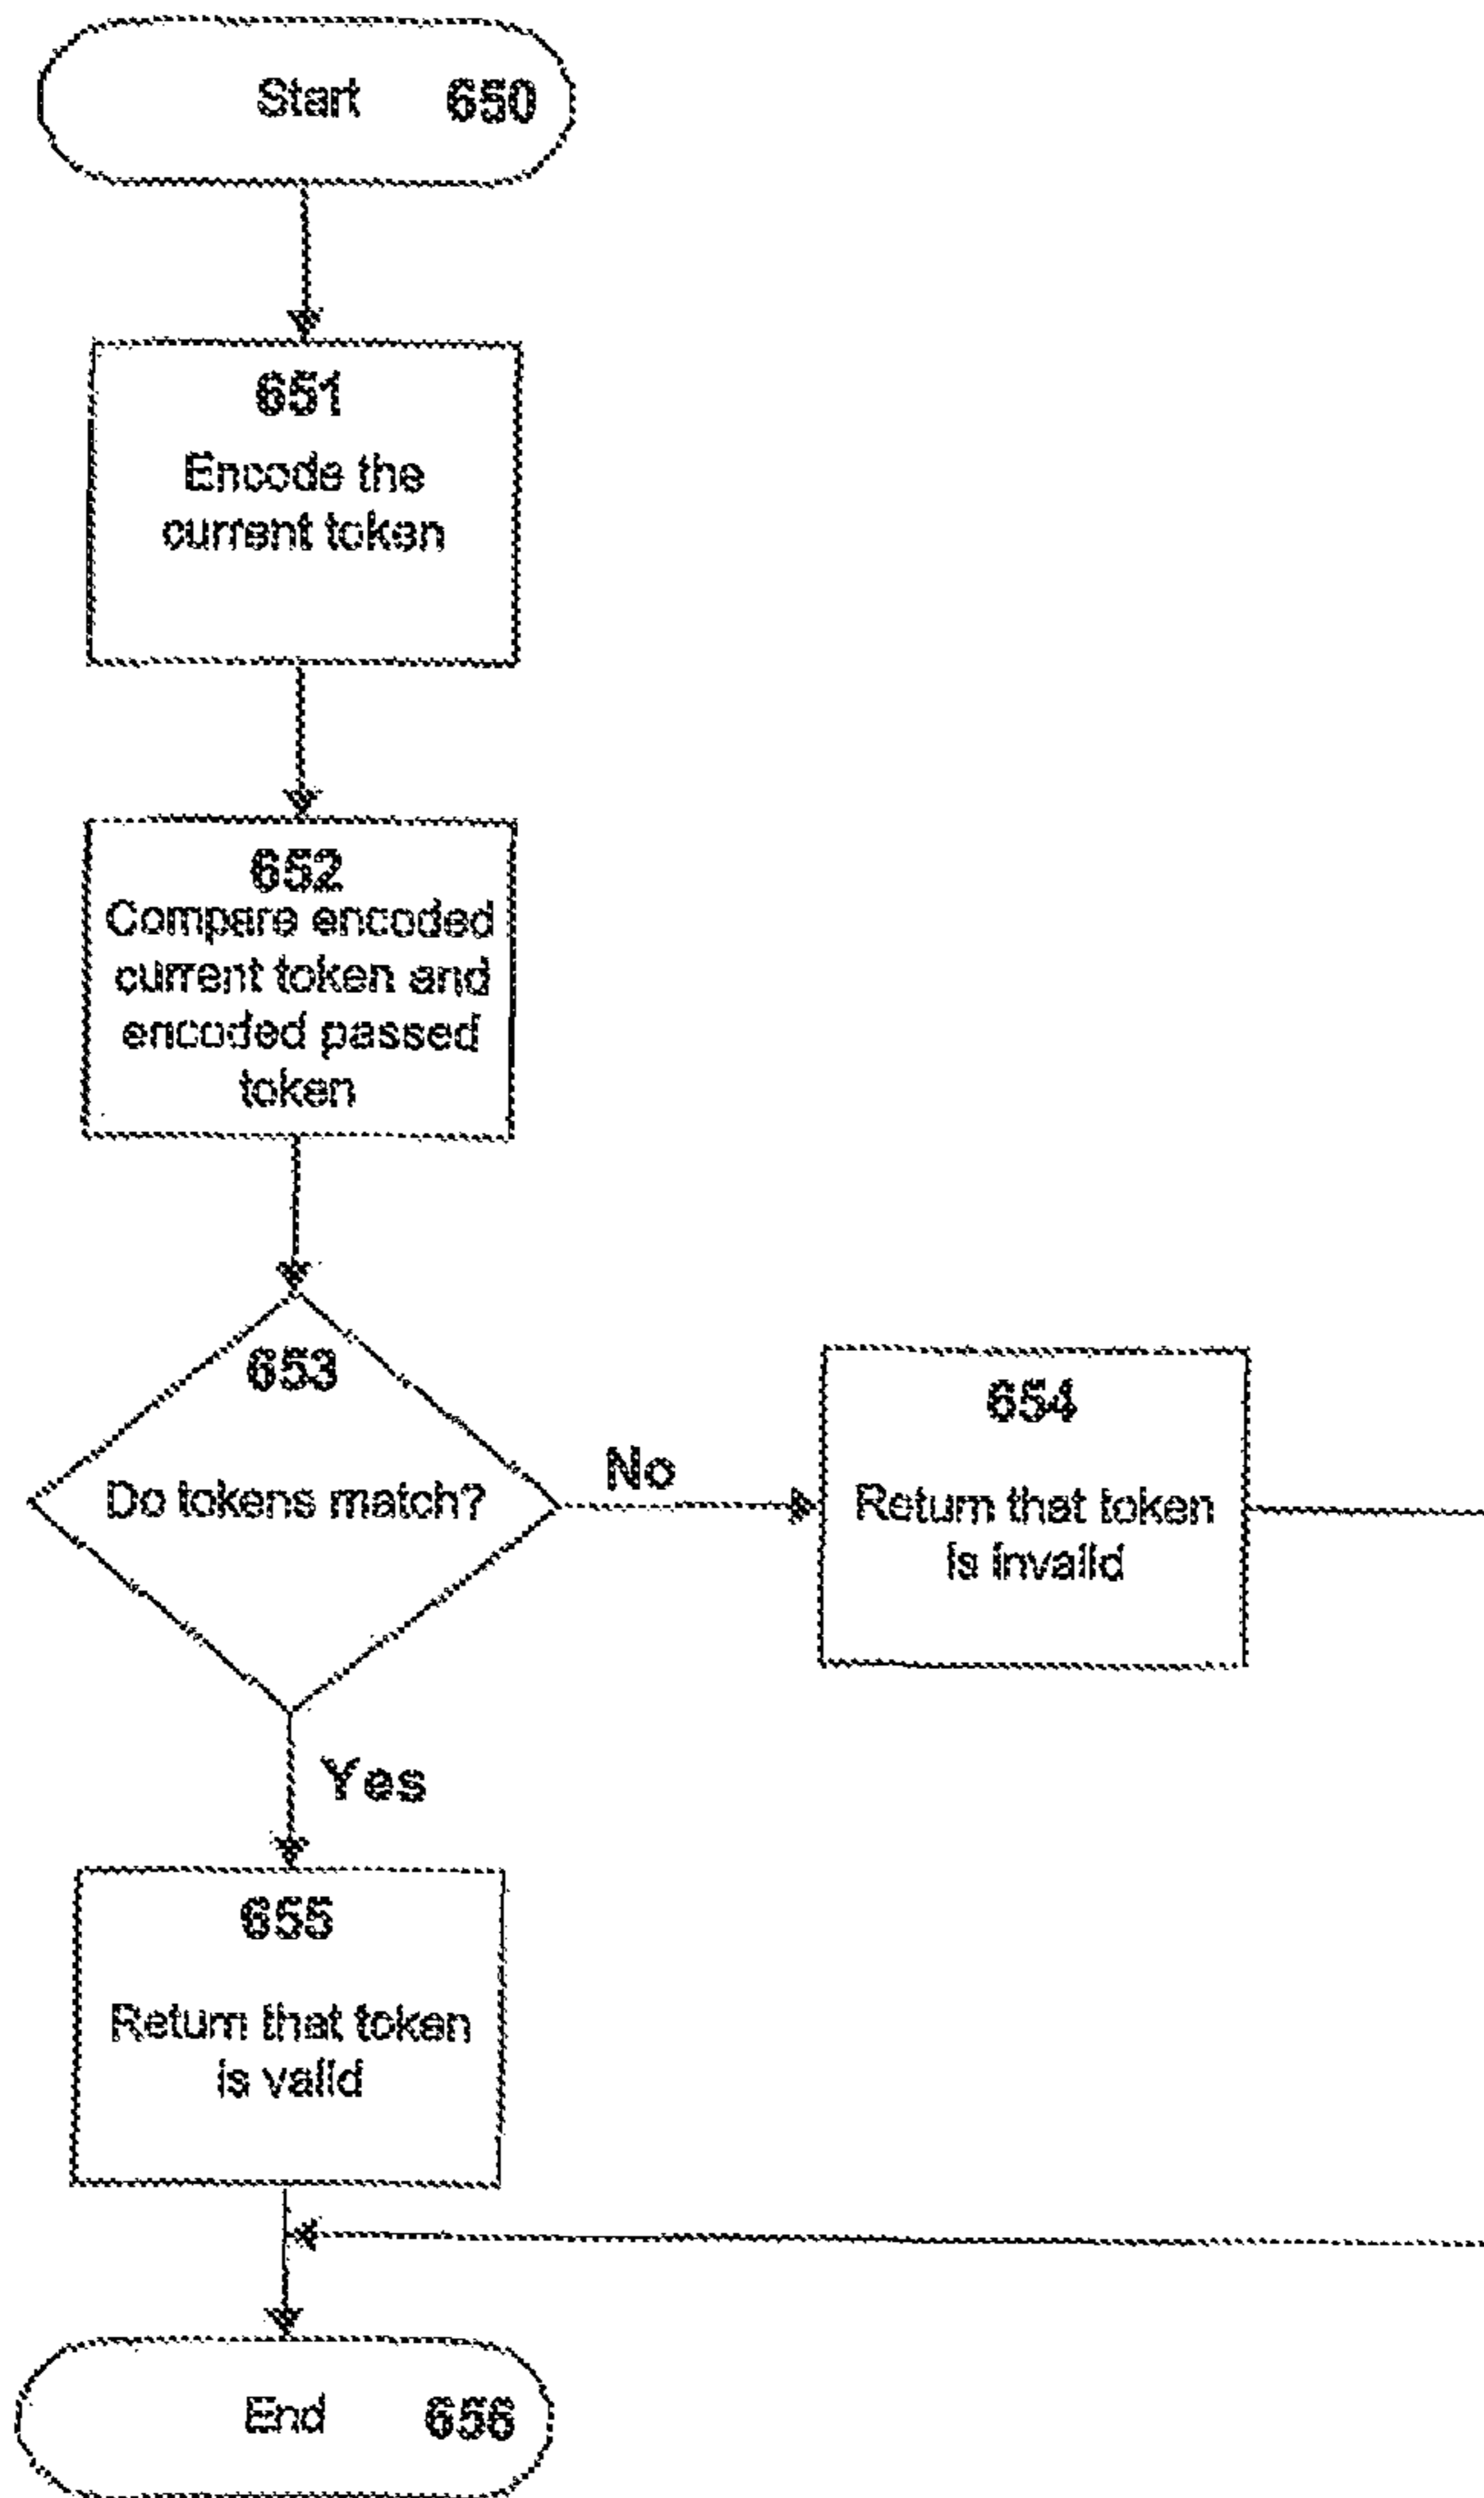 Start 650
651
Encode the
current token
652
Compare encoded
current token and
encoded passed
token
653
Do tokens match?
No
654
Return that token
is invalid
Yes
655
Return that token
is valid
End 656